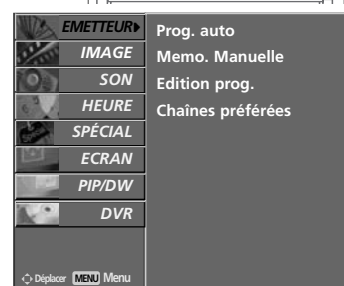 EMETTEUR
IMAGE
SON
HEURE
SPÉCIAL
ECRAN
PIP/DW
DVR
Déplacer MENU Menu
Prog. auto
Memo. Manuelle
Edition prog.
Chaînes préférées